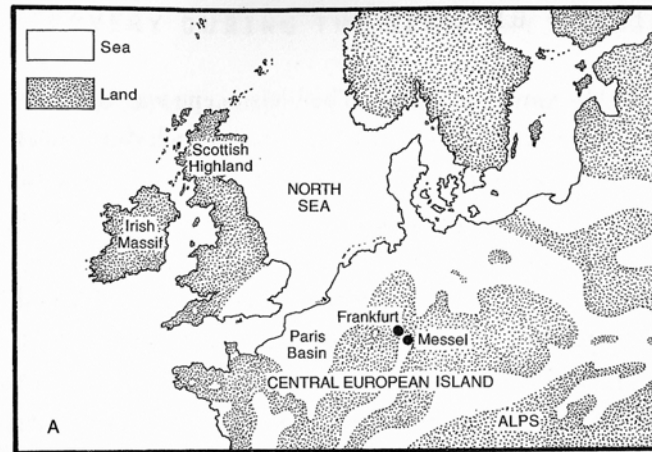 Sea
Land
Scottish
Highland
Irish
Massif
NORTH
SEA
Frankfurt
Messel
Paris
Basin
CENTRAL EUROPEAN ISLAND
ALPS
A